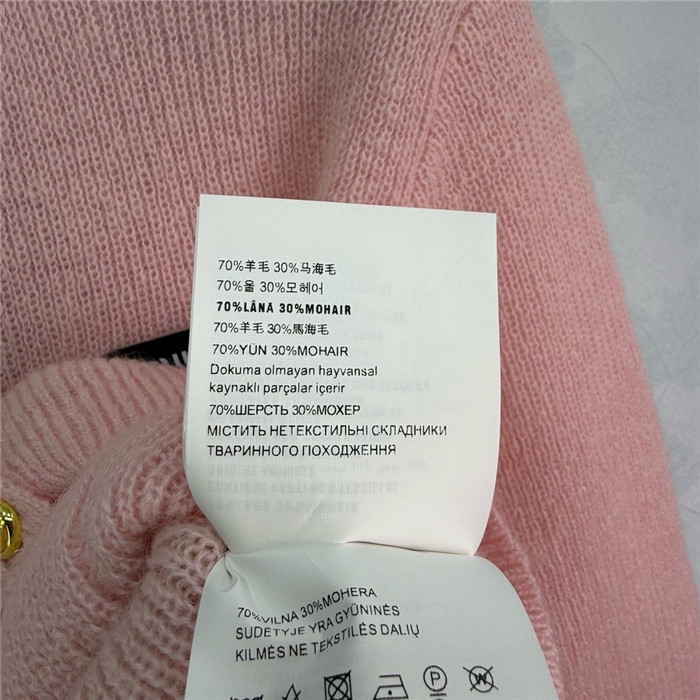 70%羊毛 30%马海毛
70%울 30%모헤어
70%LÂNĂ 30%MOHAIR
70%羊毛 30%馬海毛
70%YÜN 30%MOHAIR
Dokuma olmayan hayvansal
kaynaklı parçalar içerir
70%ШЕРСТЬ 30%МОХЕР
МІСТИТЬ НЕТЕКСТИЛЬНІ СКЛАДНИКИ
ТВАРИННОГО ПОХОДЖЕННЯ
70%VILNA 30%MOHERA
SUDĖTYJE YRA GYŪNINĖS
KILMĖS NE TEKSTILĖS DALIŲ
P
W